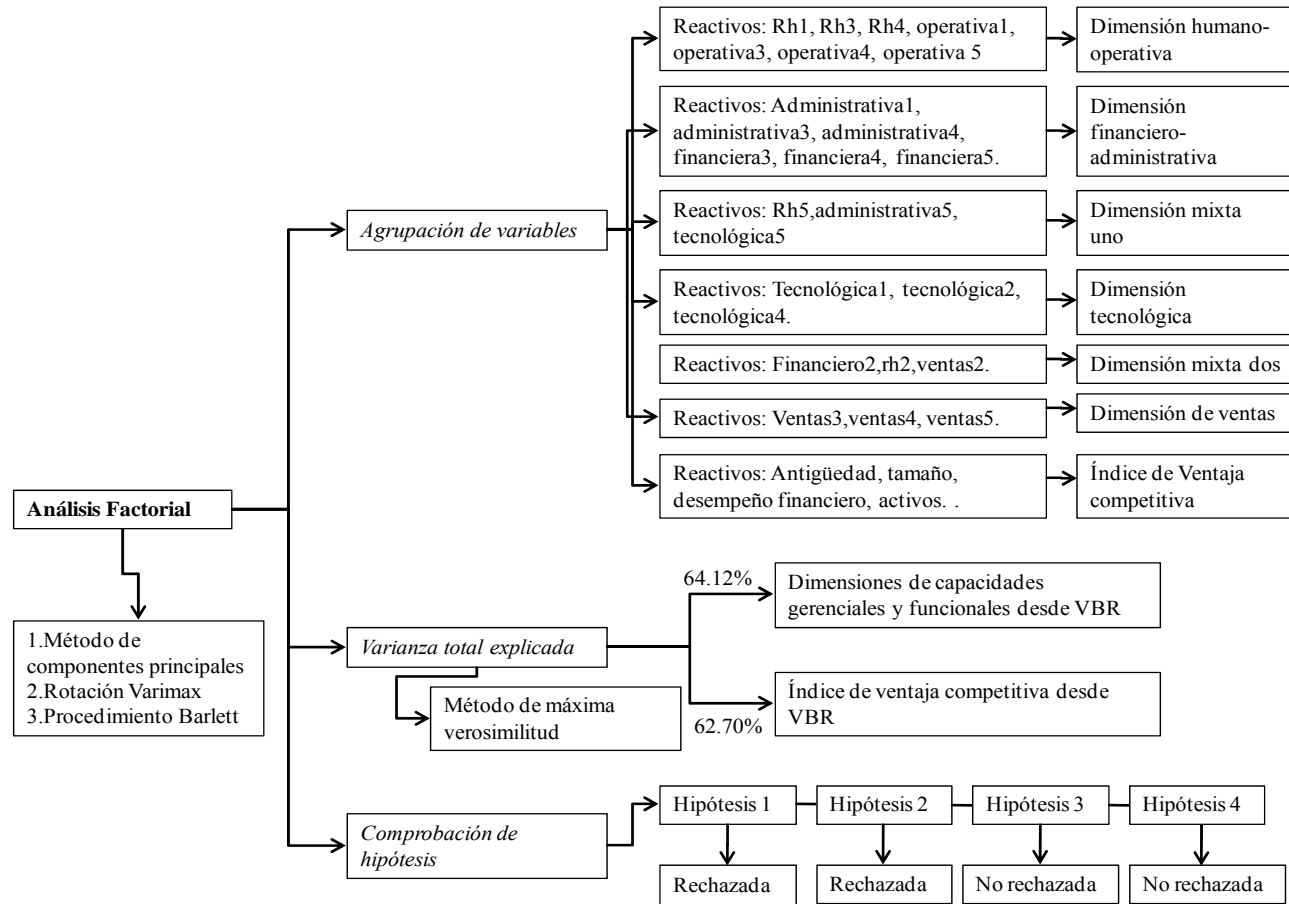 Reactivos: Rh1, Rh3, Rh4, operativa1,
operativa3, operativa4, operativa 5
Dimensión humano-
operativa
Reactivos: Administrativa1,
administrativa3, administrativa4,
financiera3, financiera4, financiera5.
Dimensión
financiero-
administrativa
Agrupación de variables
Reactivos: Rh5,administrativa5,
tecnológica5
Dimensión mixta
uno
Reactivos: Tecnológica1, tecnológica2,
tecnológica4.
Dimensión
tecnológica
Reactivos: Financiero2,rh2,ventas2.
Dimensión mixta dos
Reactivos: Ventas3,ventas4, ventas5.
Dimensión de ventas
Reactivos: Antigüedad, tamaño,
desempeño financiero, activos. .
Índice de Ventaja
competitiva
Análisis Factorial
1.Método de
componentes principales
2.Rotación Varimax
3.Procedimiento Barlett
Varianza total explicada
Método de máxima
verosimilitud
64.12%
Dimensiones de capacidades
gerenciales y funcionales desde VBR
62.70%
Índice de ventaja competitiva desde
VBR
Comprobación de
hipótesis
Hipótesis 1
Hipótesis 2
Hipótesis 3
Hipótesis 4
Rechazada
Rechazada
No rechazada
No rechazada